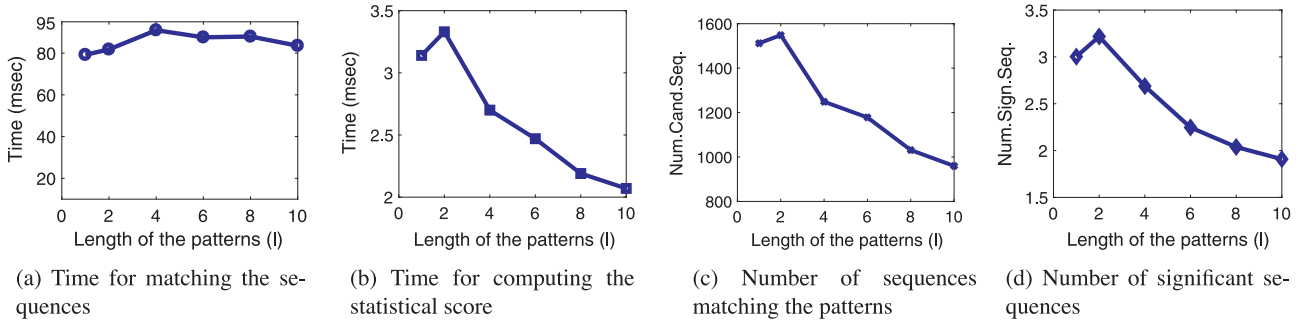 95
80
60
40
20
0 2 4 6 8 10
Time (msec)
Length of the patterns (l)
(a) Time for matching the se-
quences
3.5
3
2.5
2
0 2 4 6 8 10
Time (msec)
Length of the patterns (l)
(b) Time for computing the
statistical score
1600
1400
1200
1000
800
0 2 4 6 8 10
Num.Cand.Seq.
Length of the patterns (l)
(c) Number of sequences
matching the patterns
3.5
3
2.5
2
1.5
0 2 4 6 8 10
Num.Sign.Seq.
Length of the patterns (l)
(d) Number of significant se-
quences